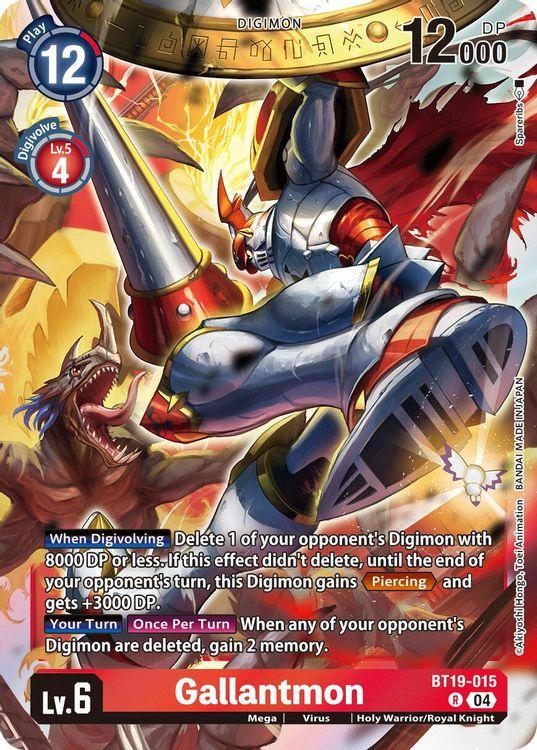 DIGIMON
Play
12
DP
12000
Digivolve
Lv.5
4
Spareribs
When Digivolving Delete 1 of your opponent's Digimon with
8000 DP or less. If this effect didn't delete, until the end of
your opponent's turn, this Digimon gains Piercing and
gets +3000 DP.
Your Turn Once Per Turn When any of your opponent's
Digimon are deleted, gain 2 memory.
©Akiyoshi Hongo, Toei Animation BANDAI MADE IN JAPAN
Lv.6
Gallantmon
BT19-015
R 04
Mega | Virus | Holy Warrior/Royal Knight